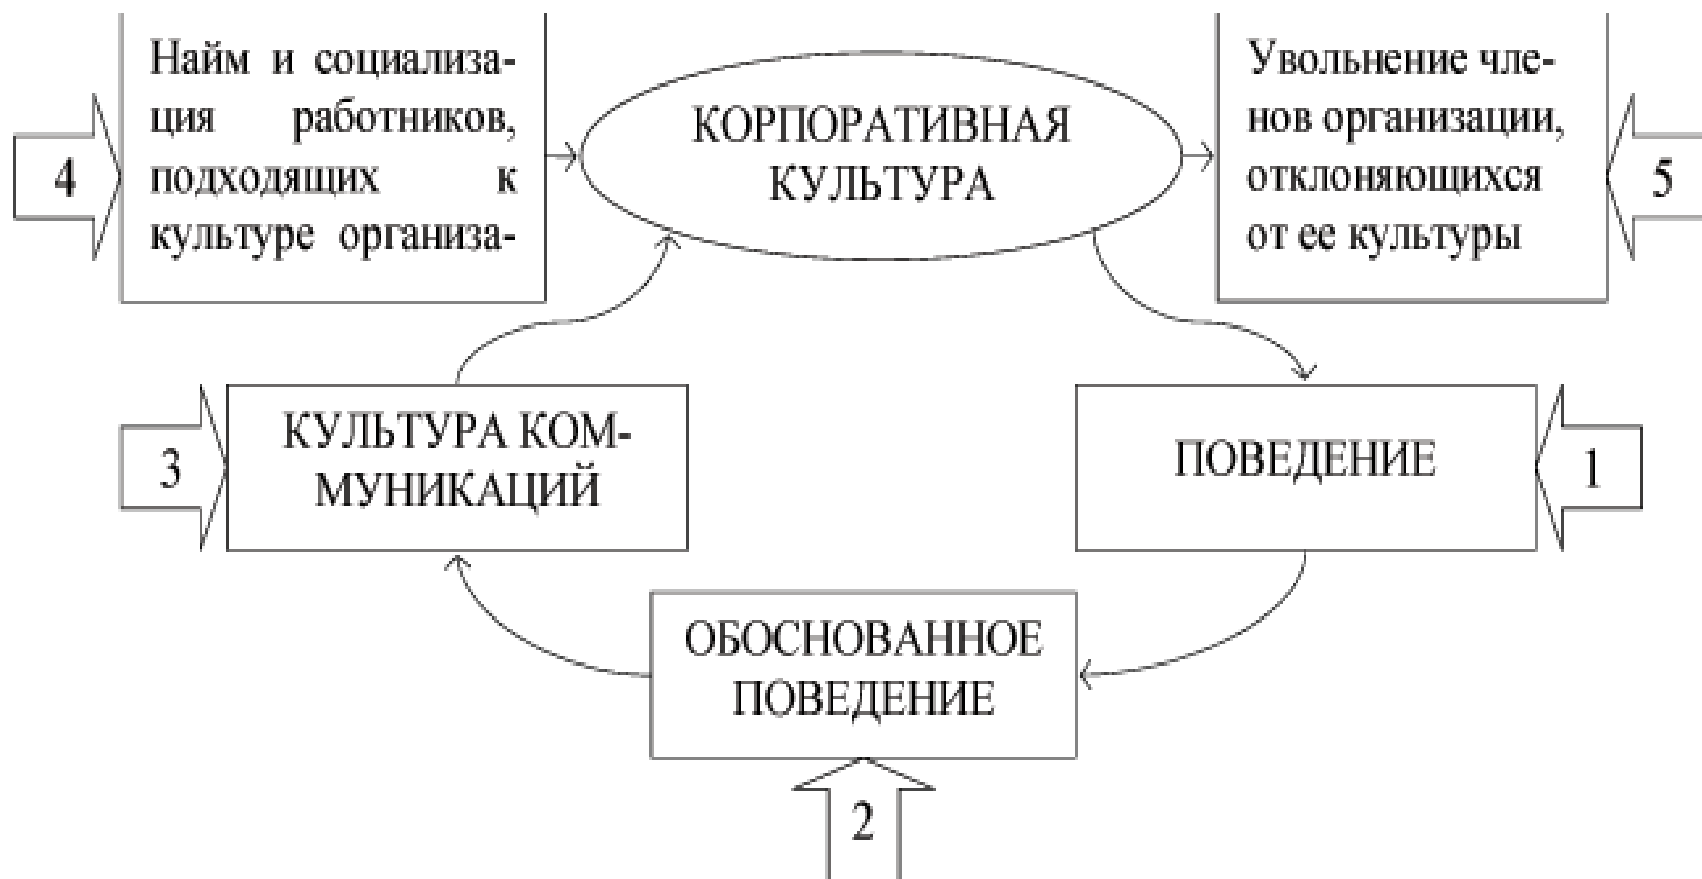 Найм и социализа-
ция работников,
подходящих к
культуре организа-
КОРПОРАТИВНАЯ
КУЛЬТУРА
Увольнение чле-
нов организации,
отклоняющихся
от ее культуры
4
5
КУЛЬТУРА КОМ-
МУНИКАЦИЙ
3
ПОВЕДЕНИЕ
1
ОБОСНОВАННОЕ
ПОВЕДЕНИЕ
2